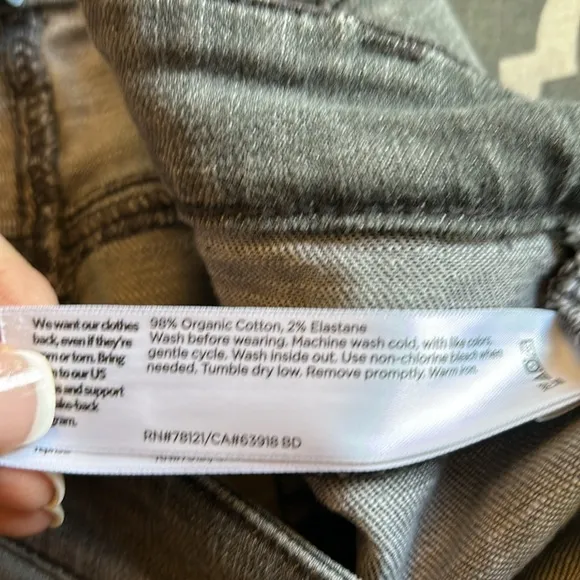 We want our clothes
back, even if they're
or torn. Bring
to our US
and support
take-back
98% Organic Cotton, 2% Elastane
Wash before wearing. Machine wash cold, with like colors,
gentle cycle. Wash inside out. Use non-chlorine bleach when
needed. Tumble dry low. Remove promptly. Warm iron.
RN#78121/CA#63918 BD